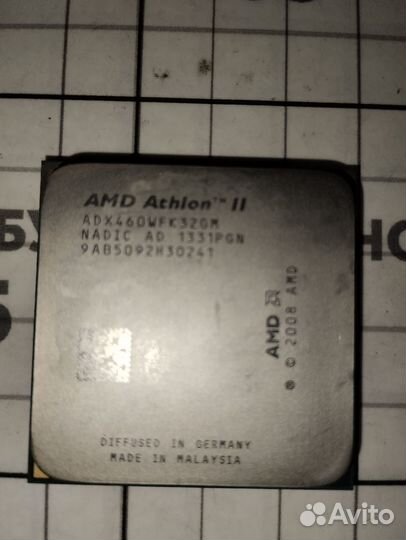 AMD Athlon™ II
ADX460WFK32GM
NADIC AD 1331PGN
9AB5092H30241
AMD
© 2008 AMD
DIFFUSED IN GERMANY
MADE IN MALAYSIA
Avito